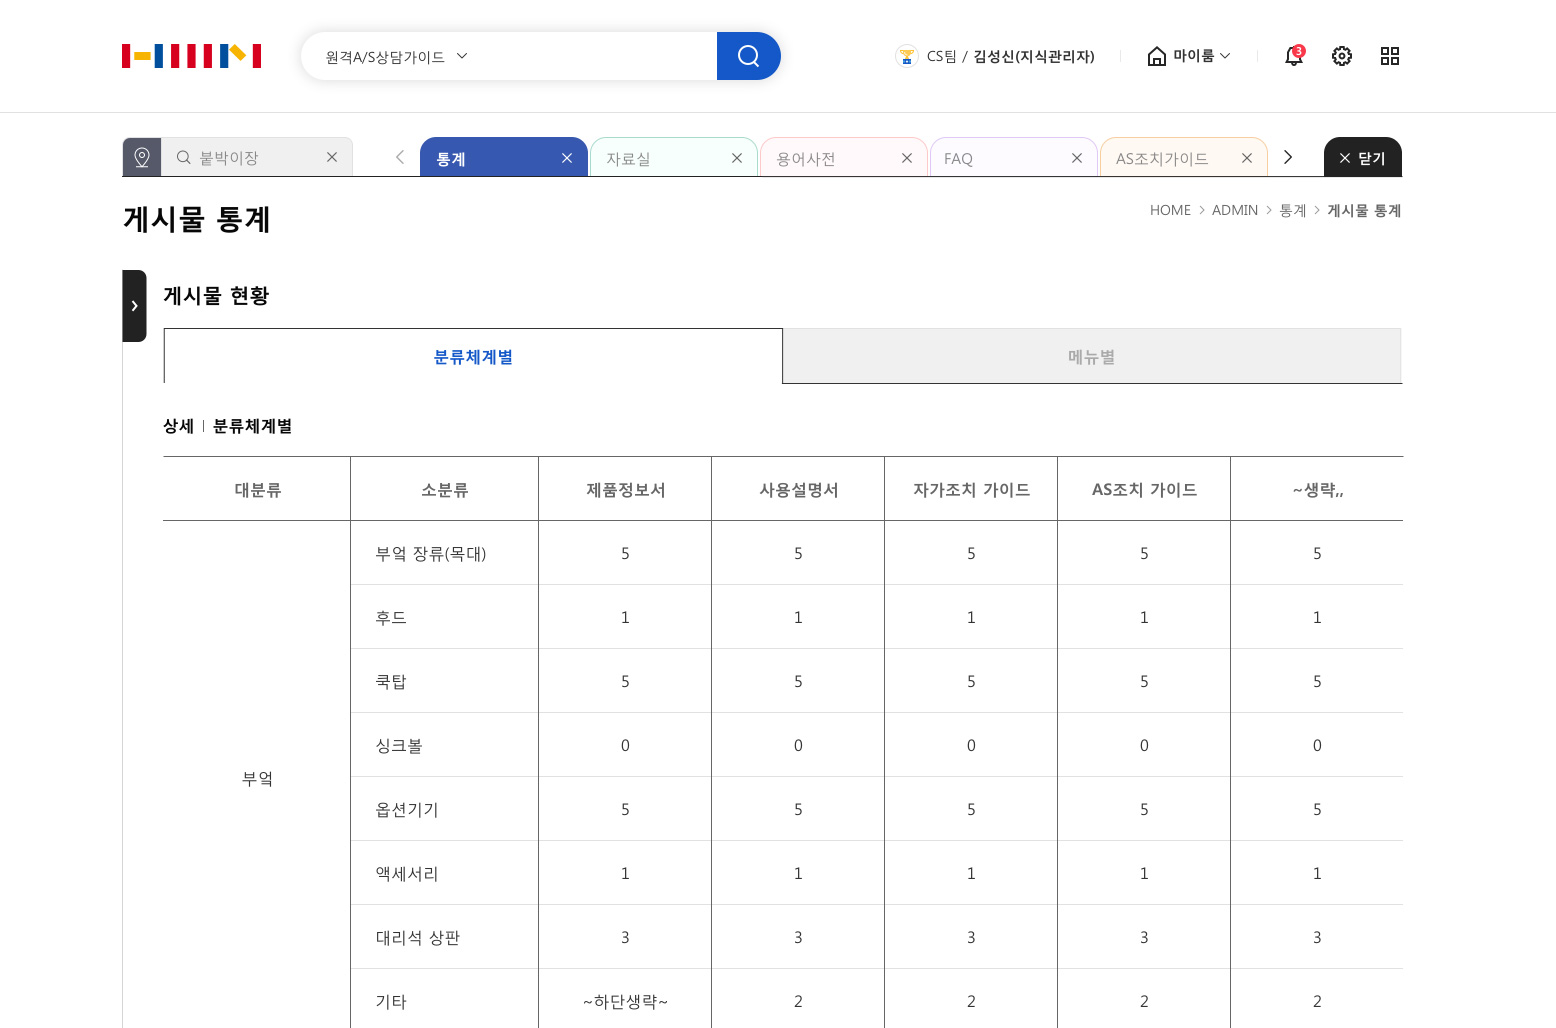 원격A/S상담가이드
CS팀 / 김성신(지식관리자)
마이룸
3
붙박이장
통계
자료실
용어사전
FAQ
AS조치가이드
닫기
게시물 통계
HOME > ADMIN > 통계 > 게시물 통계
게시물 현황
분류체계별
메뉴별
상세 | 분류체계별
대분류 소분류 제품정보서 사용설명서 자가조치 가이드 AS조치 가이드 ~생략,,
부엌 장류(목대) 5 5 5 5 5
후드 1 1 1 1 1
쿡탑 5 5 5 5 5
싱크볼 0 0 0 0 0
부엌
옵션기기 5 5 5 5 5
액세서리 1 1 1 1 1
대리석 상판 3 3 3 3 3
기타 ~하단생략~ 2 2 2 2